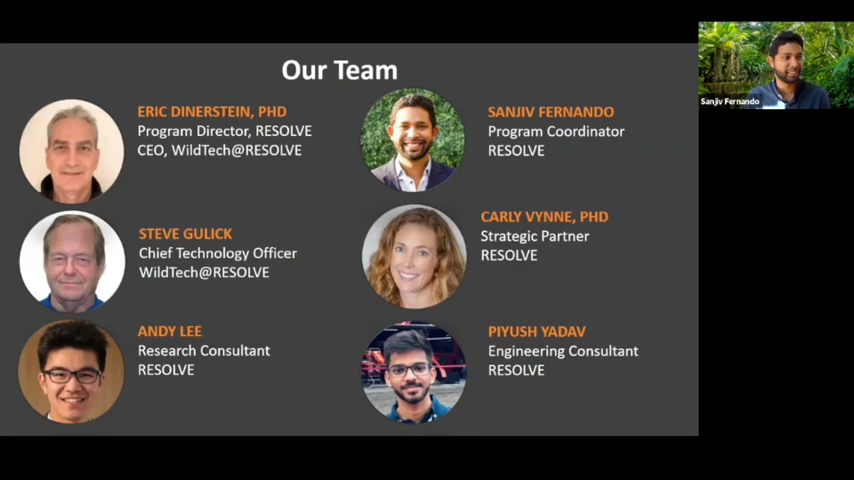 Our Team
ERIC DINERSTEIN, PHD
Program Director, RESOLVE
CEO, WildTech@RESOLVE
SANJIV FERNANDO
Program Coordinator
RESOLVE
STEVE GULICK
Chief Technology Officer
WildTech@RESOLVE
CARLY VYNNE, PHD
Strategic Partner
RESOLVE
ANDY LEE
Research Consultant
RESOLVE
PIYUSH YADAV
Engineering Consultant
RESOLVE
Sanjiv Fernando